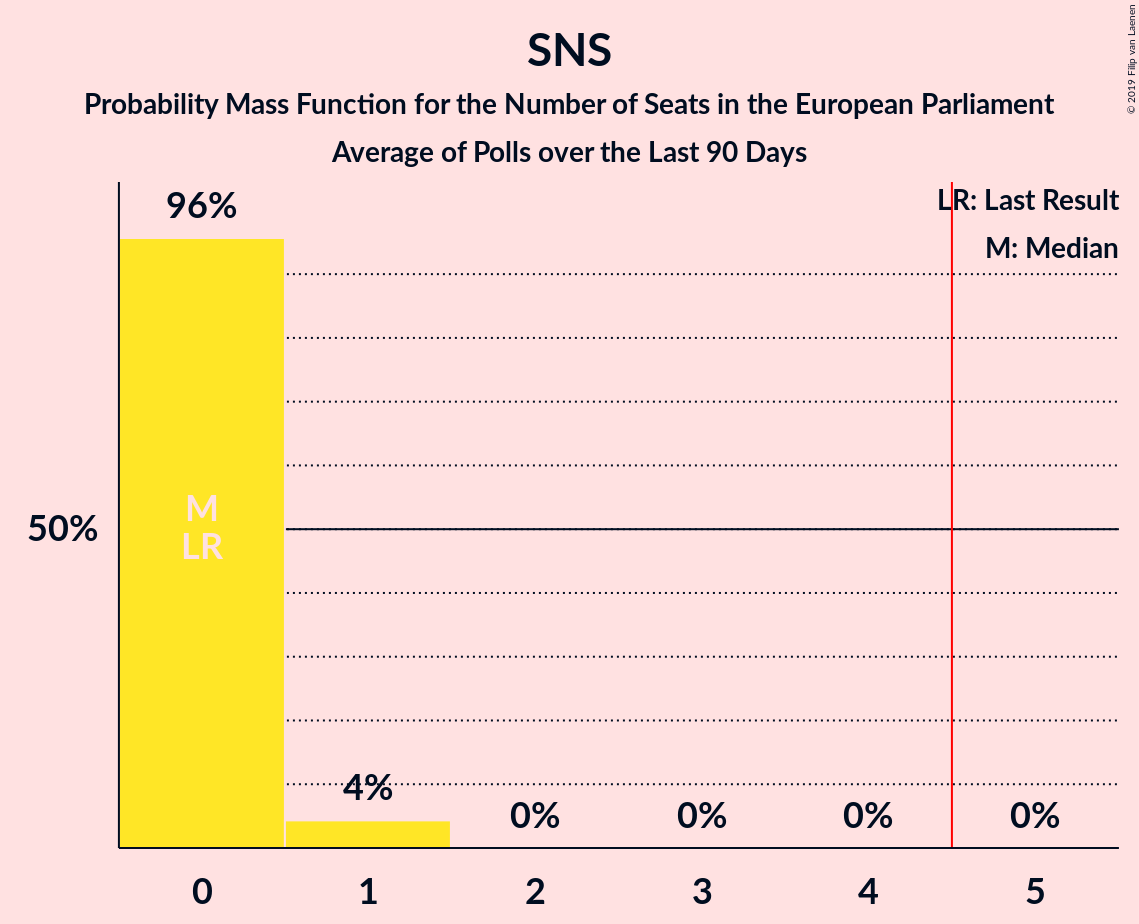 SNS
Probability Mass Function for the Number of Seats in the European Parliament
Average of Polls over the Last 90 Days
© 2019 Filip van Laenen
LR: Last Result
M: Median
96%
M
LR
50%
4%
0%
0%
0%
0%
0
1
2
3
4
5